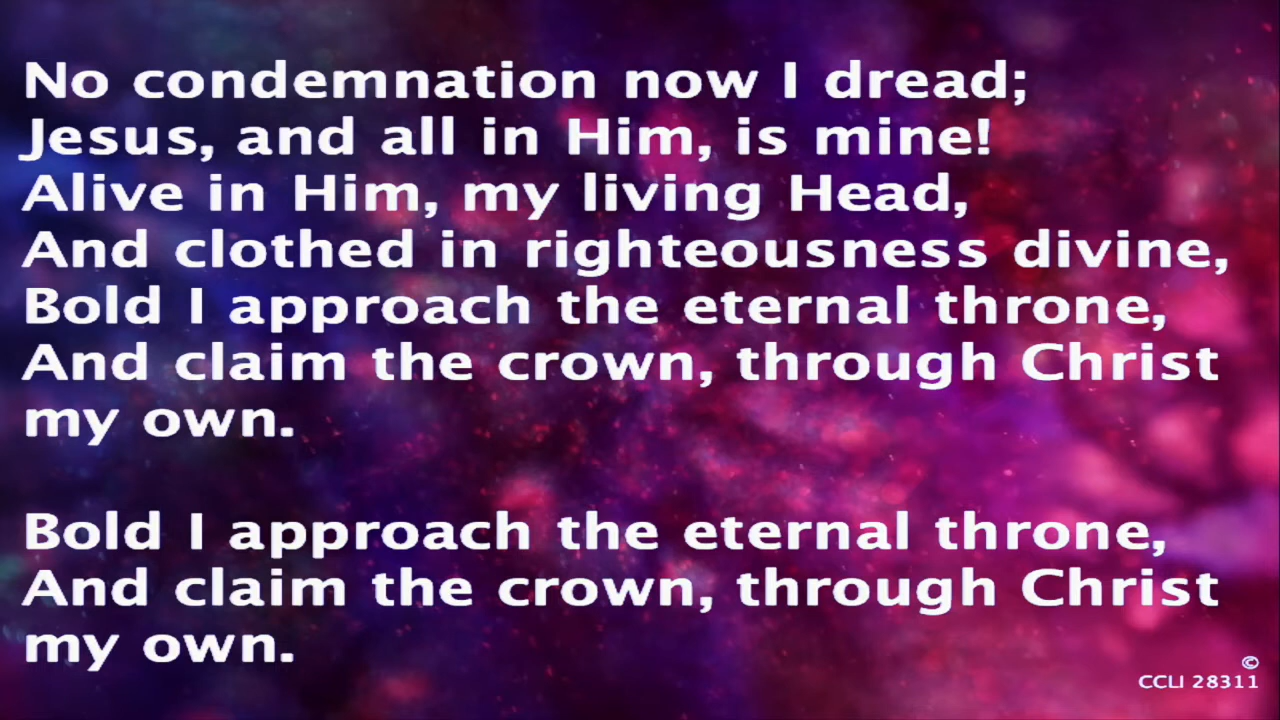 No condemnation now I dread;
Jesus, and all in Him, is mine!
Alive in Him, my living Head,
And clothed in righteousness divine,
Bold I approach the eternal throne,
And claim the crown, through Christ
my own.
Bold I approach the eternal throne,
And claim the crown, through Christ
my own.
©
CCLI 28311